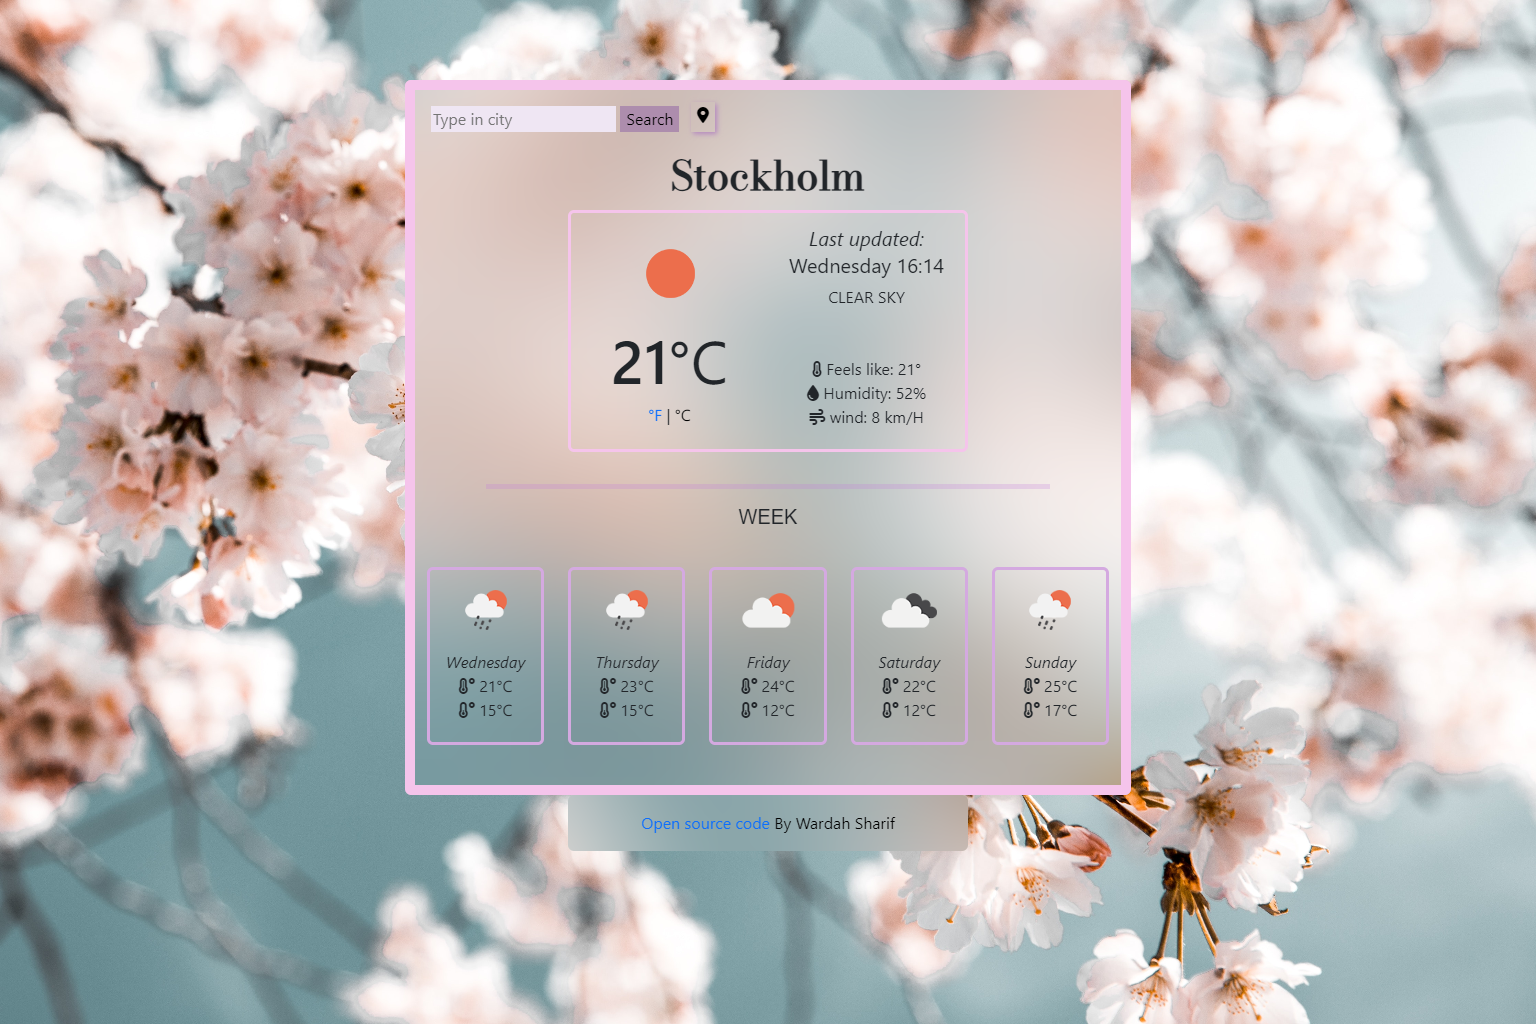 Type in city Search
Stockholm
Last updated:
Wednesday 16:14
CLEAR SKY
21°C
°F | °C
Feels like: 21°
Humidity: 52%
wind: 8 km/H
WEEK
Wednesday
21°C
15°C
Thursday
23°C
15°C
Friday
24°C
12°C
Saturday
22°C
12°C
Sunday
25°C
17°C
Open source code By Wardah Sharif